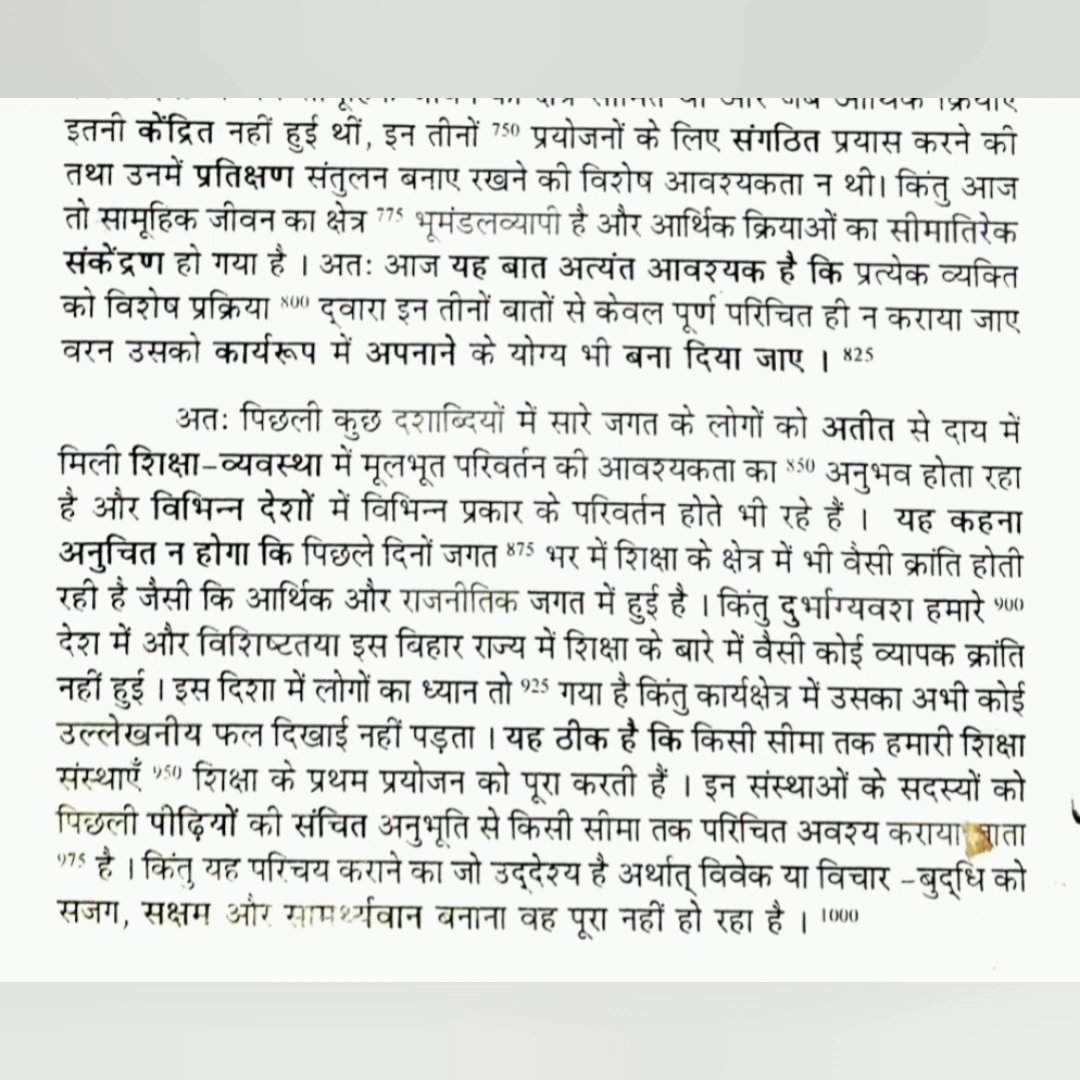 इतनी केंद्रित नहीं हुई थीं, इन तीनों 750 प्रयोजनों के लिए संगठित प्रयास करने की
तथा उनमें प्रतिक्षण संतुलन बनाए रखने की विशेष आवश्यकता न थी। किंतु आज
तो सामूहिक जीवन का क्षेत्र 775 भूमंडलव्यापी है और आर्थिक क्रियाओं का सीमातिरेक
संकेंद्रण हो गया है । अतः आज यह बात अत्यंत आवश्यक है कि प्रत्येक व्यक्ति
को विशेष प्रक्रिया 800 द्वारा इन तीनों बातों से केवल पूर्ण परिचित ही न कराया जाए
वरन उसको कार्यरूप में अपनाने के योग्य भी बना दिया जाए । 825
अतः पिछली कुछ दशाब्दियों में सारे जगत के लोगों को अतीत से दाय में
मिली शिक्षा-व्यवस्था में मूलभूत परिवर्तन की आवश्यकता का 850 अनुभव होता रहा
है और विभिन्न देशों में विभिन्न प्रकार के परिवर्तन होते भी रहे हैं । यह कहना
अनुचित न होगा कि पिछले दिनों जगत 875 भर में शिक्षा के क्षेत्र में भी वैसी क्रांति होती
रही है जैसी कि आर्थिक और राजनीतिक जगत में हुई है । किंतु दुर्भाग्यवश हमारे 900
देश में और विशिष्टतया इस बिहार राज्य में शिक्षा के बारे में वैसी कोई व्यापक क्रांति
नहीं हुई । इस दिशा में लोगों का ध्यान तो 925 गया है किंतु कार्यक्षेत्र में उसका अभी कोई
उल्लेखनीय फल दिखाई नहीं पड़ता । यह ठीक है कि किसी सीमा तक हमारी शिक्षा
संस्थाएँ 950 शिक्षा के प्रथम प्रयोजन को पूरा करती हैं । इन संस्थाओं के सदस्यों को
पिछली पीढ़ियों की संचित अनुभूति से किसी सीमा तक परिचित अवश्य कराया
975 है । किंतु यह परिचय कराने का जो उद्देश्य है अर्थात् विवेक या विचार -बुद्धि को
सजग, सक्षम और सामर्थ्यवान बनाना वह पूरा नहीं हो रहा है । 1000